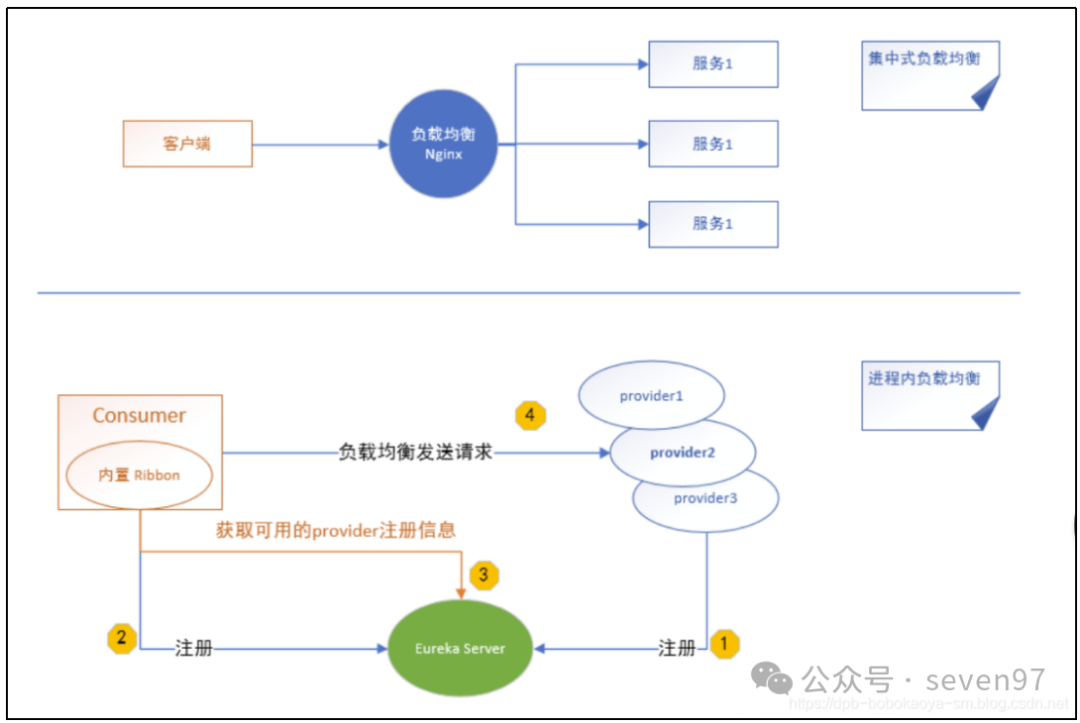 服务1
集中式负载均衡
客户端
负载均衡
Nginx
服务1
服务1
进程内负载均衡
provider1
Consumer
4
负载均衡发送请求
provider2
内置 Ribbon
provider3
获取可用的provider注册信息
3
2
注册
Eureka Server
注册
1
公众号 · seven97
https://dpb-bobokaoya-sm.blog.csdn.net